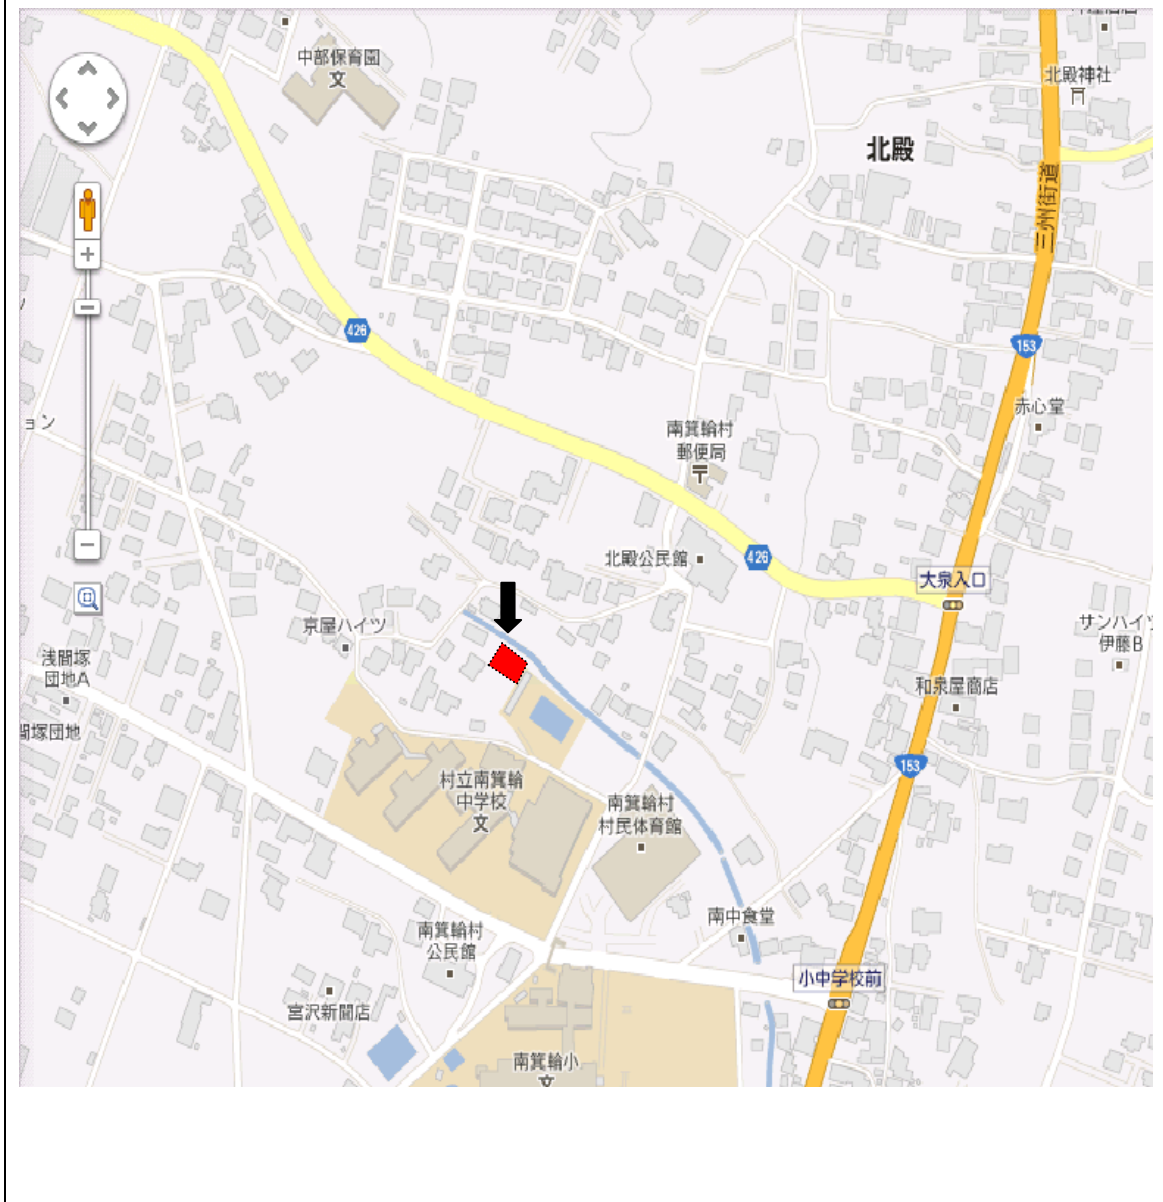 中部保育園
文
北殿神社
北殿
三州街道
426
153
赤心堂
ョン
南箕輪村
郵便局
北殿公民館
426
大泉入口
京屋ハイツ
サンハイツ
伊藤B
浅間塚
団地A
和泉屋商店
間塚団地
153
村立南箕輪
中学校
文
南箕輪村
村民体育館
南中食堂
南箕輪村
公民館
小中学校前
宮沢新聞店
南箕輪小
文